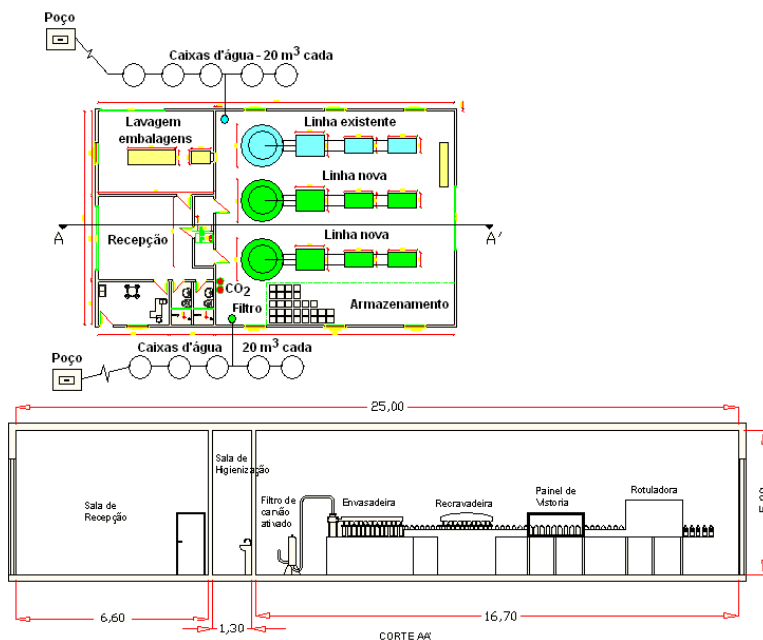 Poço
Caixas d'água - 20 m³ cada
Lavagem
embalagens
Linha existente
Linha nova
A
A'
Recepção
Linha nova
CO2
Filtro
Armazenamento
Caixas d'água 20 m³ cada
Poço
25,00
Sala de
Higienização
Sala de
Recepção
Filtro de
carvão
ativado
Envasadeira
Recravadeira
Painel de
Vistoria
Rotuladora
5,00
6,60
1,30
16,70
CORTE AA'